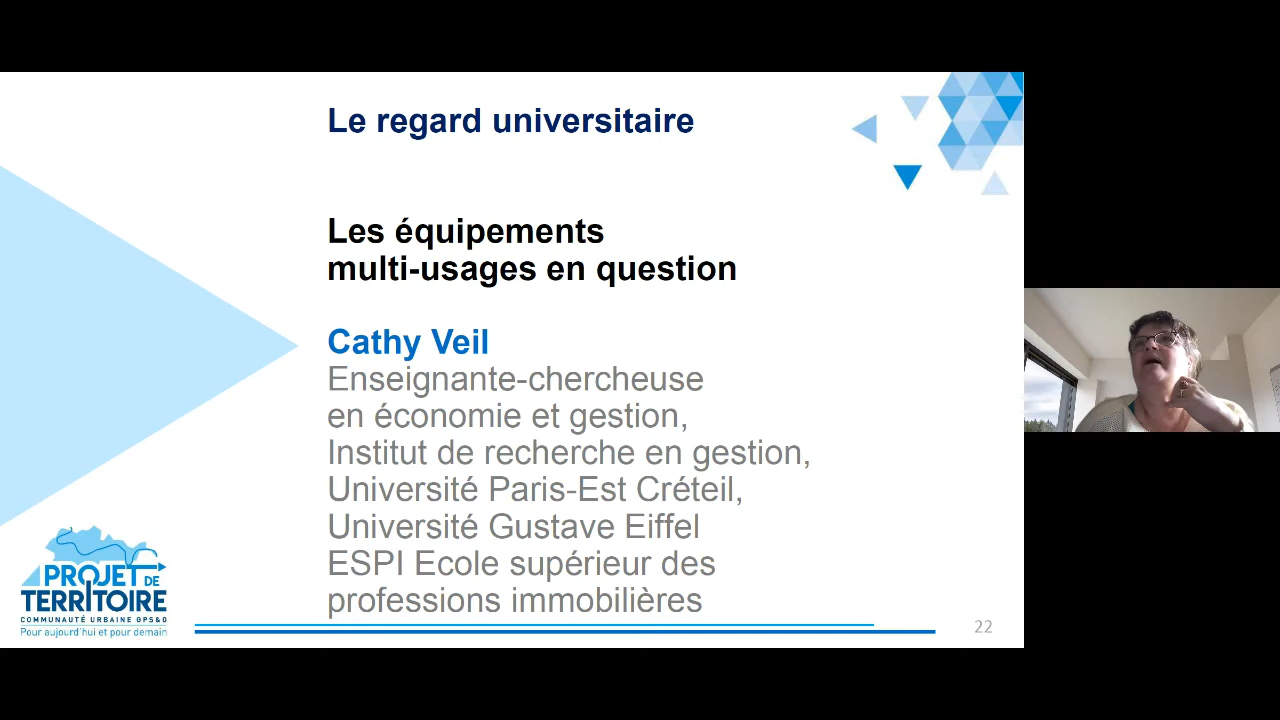 Le regard universitaire
Les équipements
multi-usages en question
Cathy Veil
Enseignante-chercheuse
en économie et gestion,
Institut de recherche en gestion,
Université Paris-Est Créteil,
Université Gustave Eiffel
ESPI Ecole supérieur des
professions immobilières
PROJET DE
TERRITOIRE
COMMUNAUTÉ URBAINE GPS&O
Pour aujourd'hui et pour demain
22